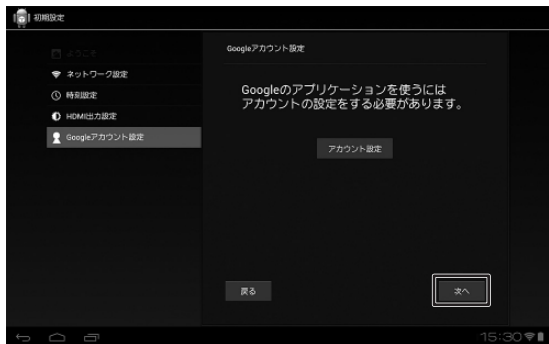 初期設定
ようこそ
ネットワーク設定
時刻設定
HDMI出力設定
Googleアカウント設定
Googleアカウント設定
Googleのアプリケーションを使うには
アカウントの設定をする必要があります。
アカウント設定
戻る
次へ
15:30